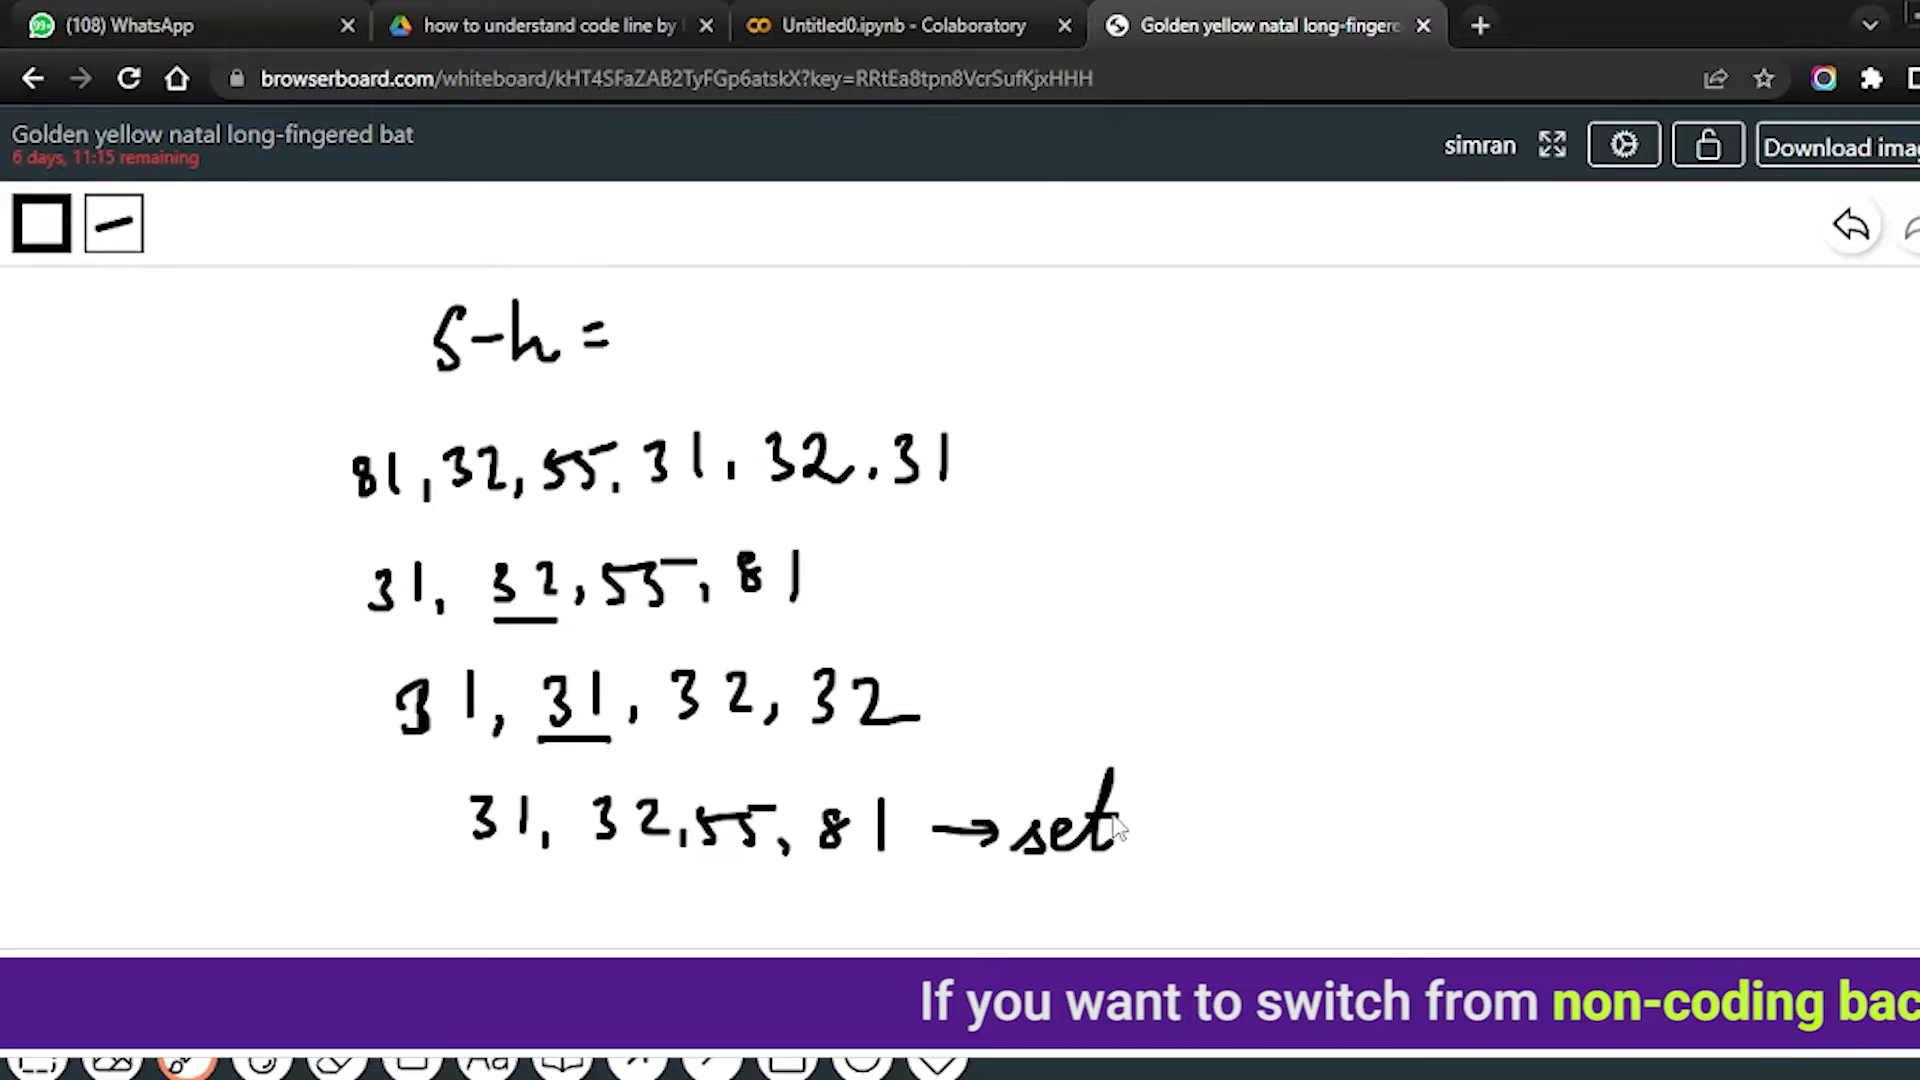 (108) WhatsApp
how to understand code line by
Untitled0.ipynb - Colaboratory
Golden yellow natal long-fingere
browserboard.com/whiteboard/kHT4SFaZAB2TyFGp6atskX?key=RRtEa8tpn8VcrSufKjxHHH
Golden yellow natal long-fingered bat
6 days, 11:15 remaining
simran
Download imag
S-h =
81, 32, 55, 31, 32, 31
31, 32, 55, 81
31, 31, 32, 32
31, 32, 55, 81 → set
If you want to switch from non-coding bac
Aa